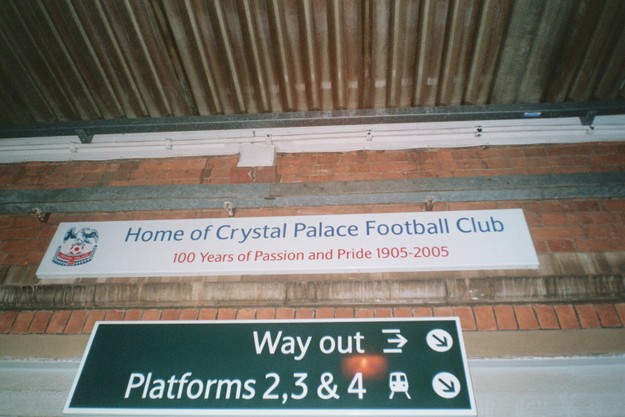 Home of Crystal Palace Football Club
100 Years of Passion and Pride 1905-2005
Way out
Platforms 2,3 & 4